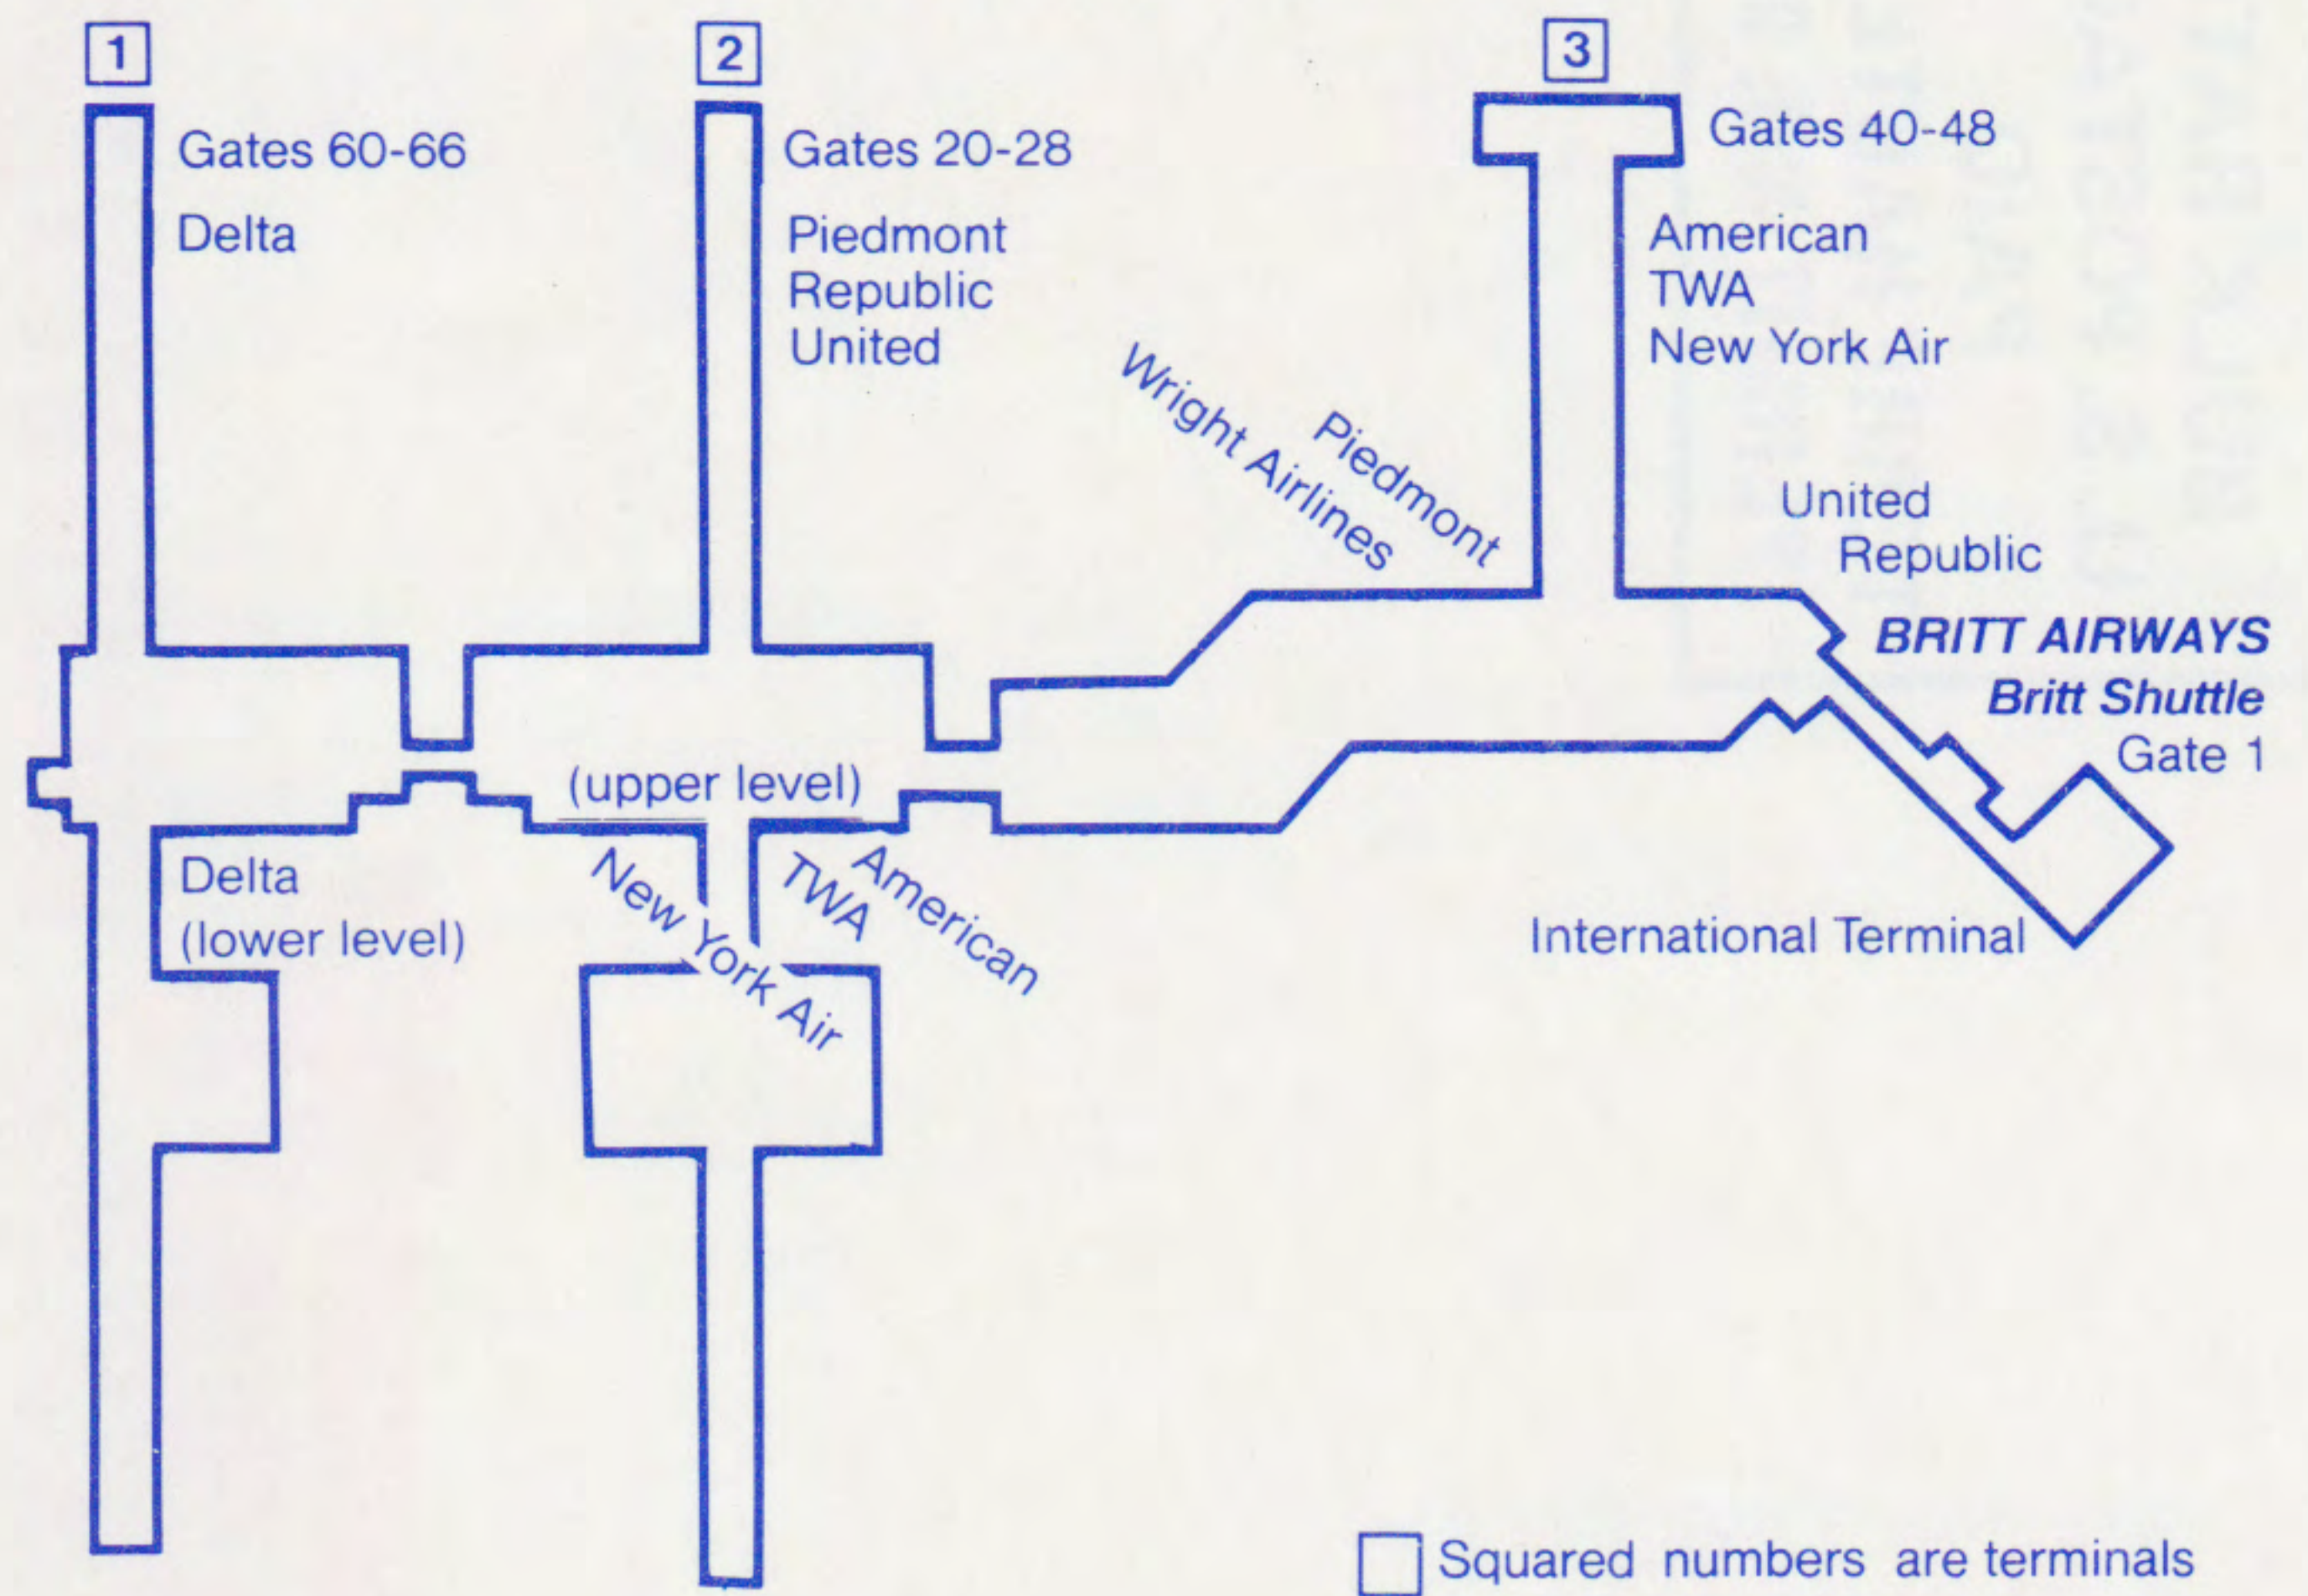 1
2
3
Gates 60-66
Gates 20-28
Gates 40-48
Delta
Piedmont
Republic
United
American
TWA
New York Air
Wright Airlines
Piedmont
United
Republic
BRITT AIRWAYS
Britt Shuttle
Gate 1
(upper level)
Delta
(lower level)
New York Air
TWA
American
International Terminal
Squared numbers are terminals